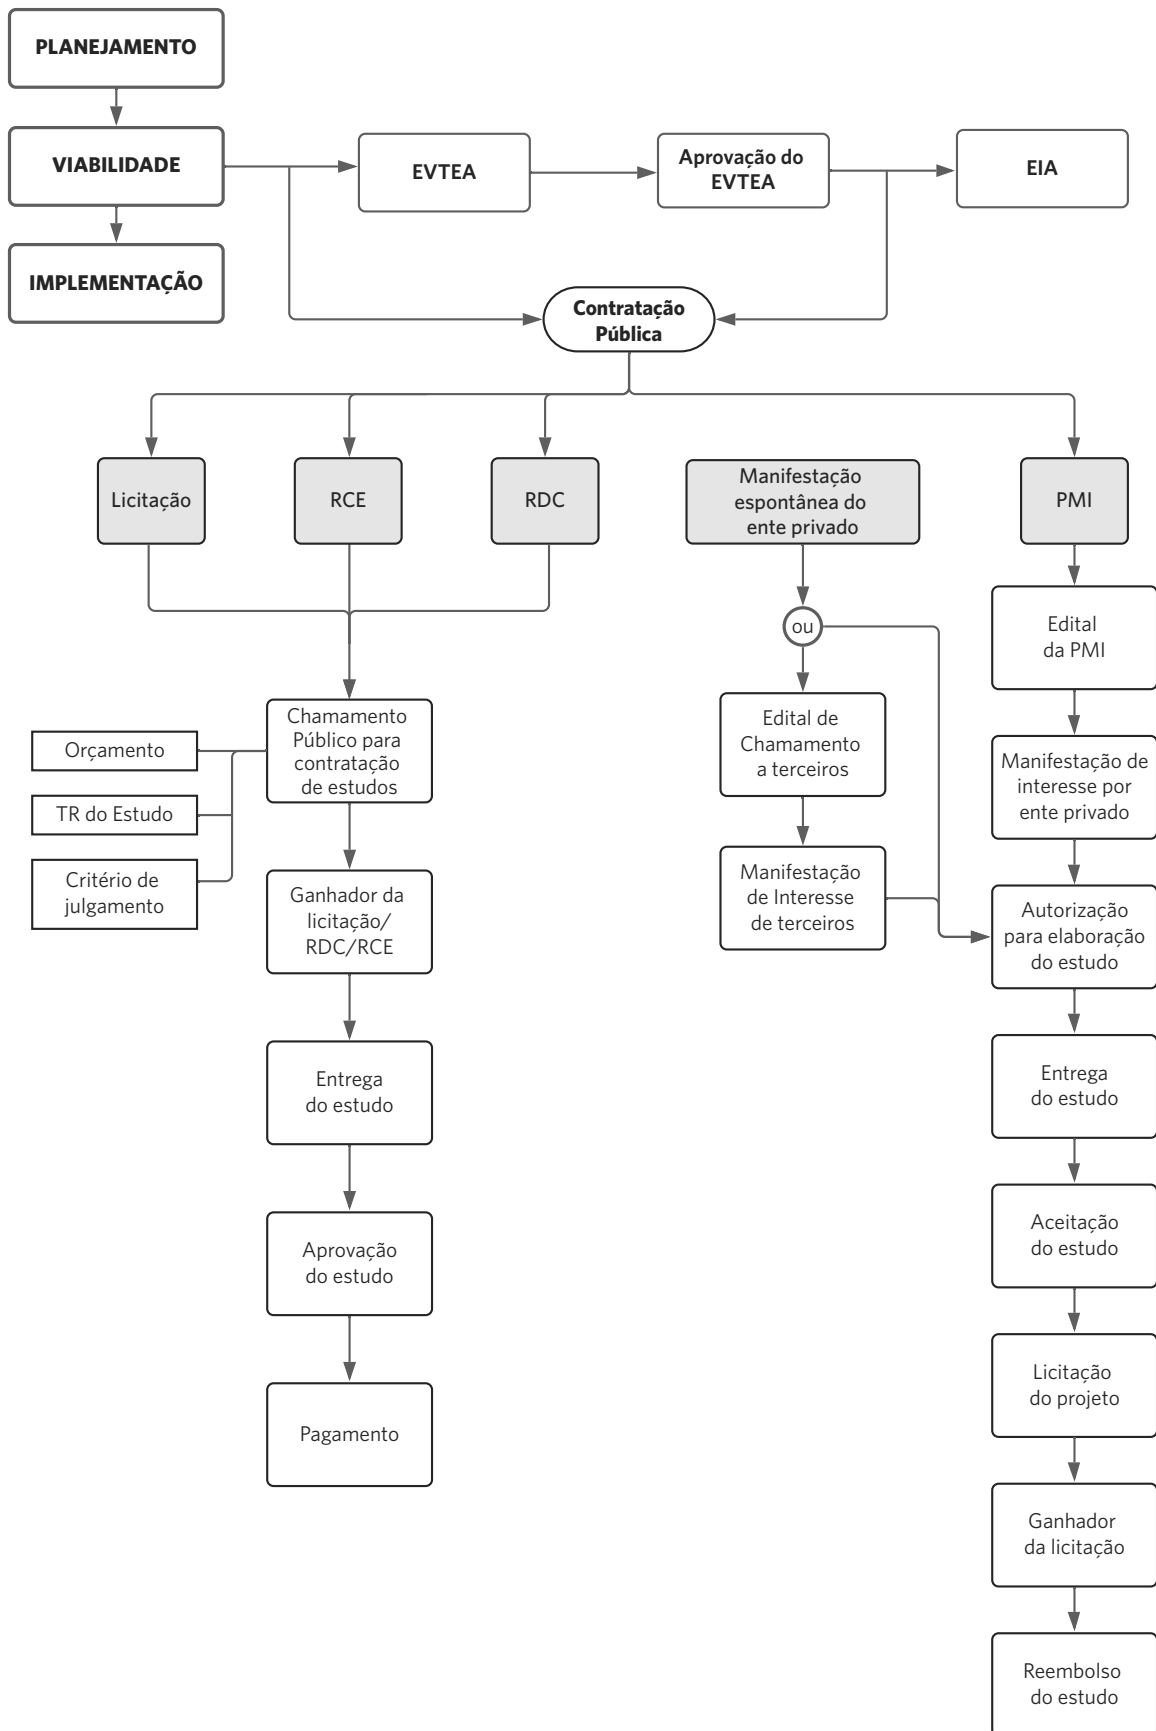 PLANEJAMENTO
VIABILIDADE
IMPLEMENTAÇÃO
EVTEA
Aprovação do
EVTEA
EIA
Contratação
Pública
Licitação
RCE
RDC
Manifestação
espontânea do
ente privado
PMI
ou
Edital
da PMI
Chamamento
Público para
contratação
de estudos
Orçamento
TR do Estudo
Critério de
julgamento
Edital de
Chamamento
a terceiros
Manifestação de
interesse por
ente privado
Ganhador da
licitação/
RDC/RCE
Manifestação
de Interesse
de terceiros
Autorização
para elaboração
do estudo
Entrega
do estudo
Entrega
do estudo
Aprovação
do estudo
Aceitação
do estudo
Pagamento
Licitação
do projeto
Ganhador
da licitação
Reembolso
do estudo